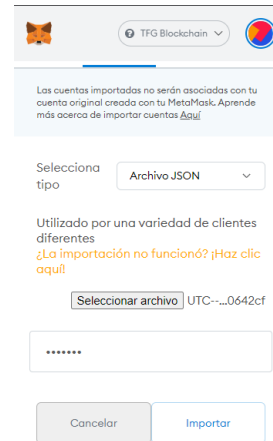 TFG Blockchain
Las cuentas importadas no serán asociadas con tu
cuenta original creada con tu MetaMask. Aprende
más acerca de importar cuentas Aquí
Selecciona
tipo
Archivo JSON
Utilizado por una variedad de clientes
diferentes
¿La importación no funcionó? ¡Haz clic
aquí!
Seleccionar archivo UTC--...0642cf
•••••••
Cancelar
Importar